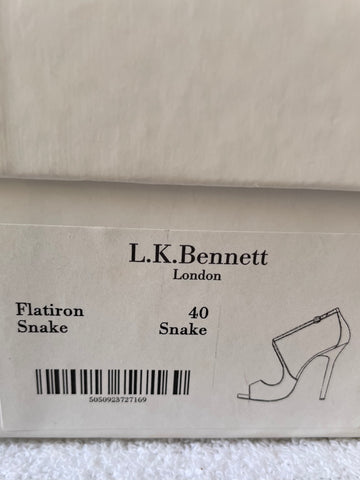 L.K.Bennett
London
Flatiron 40
Snake Snake
5050923727169